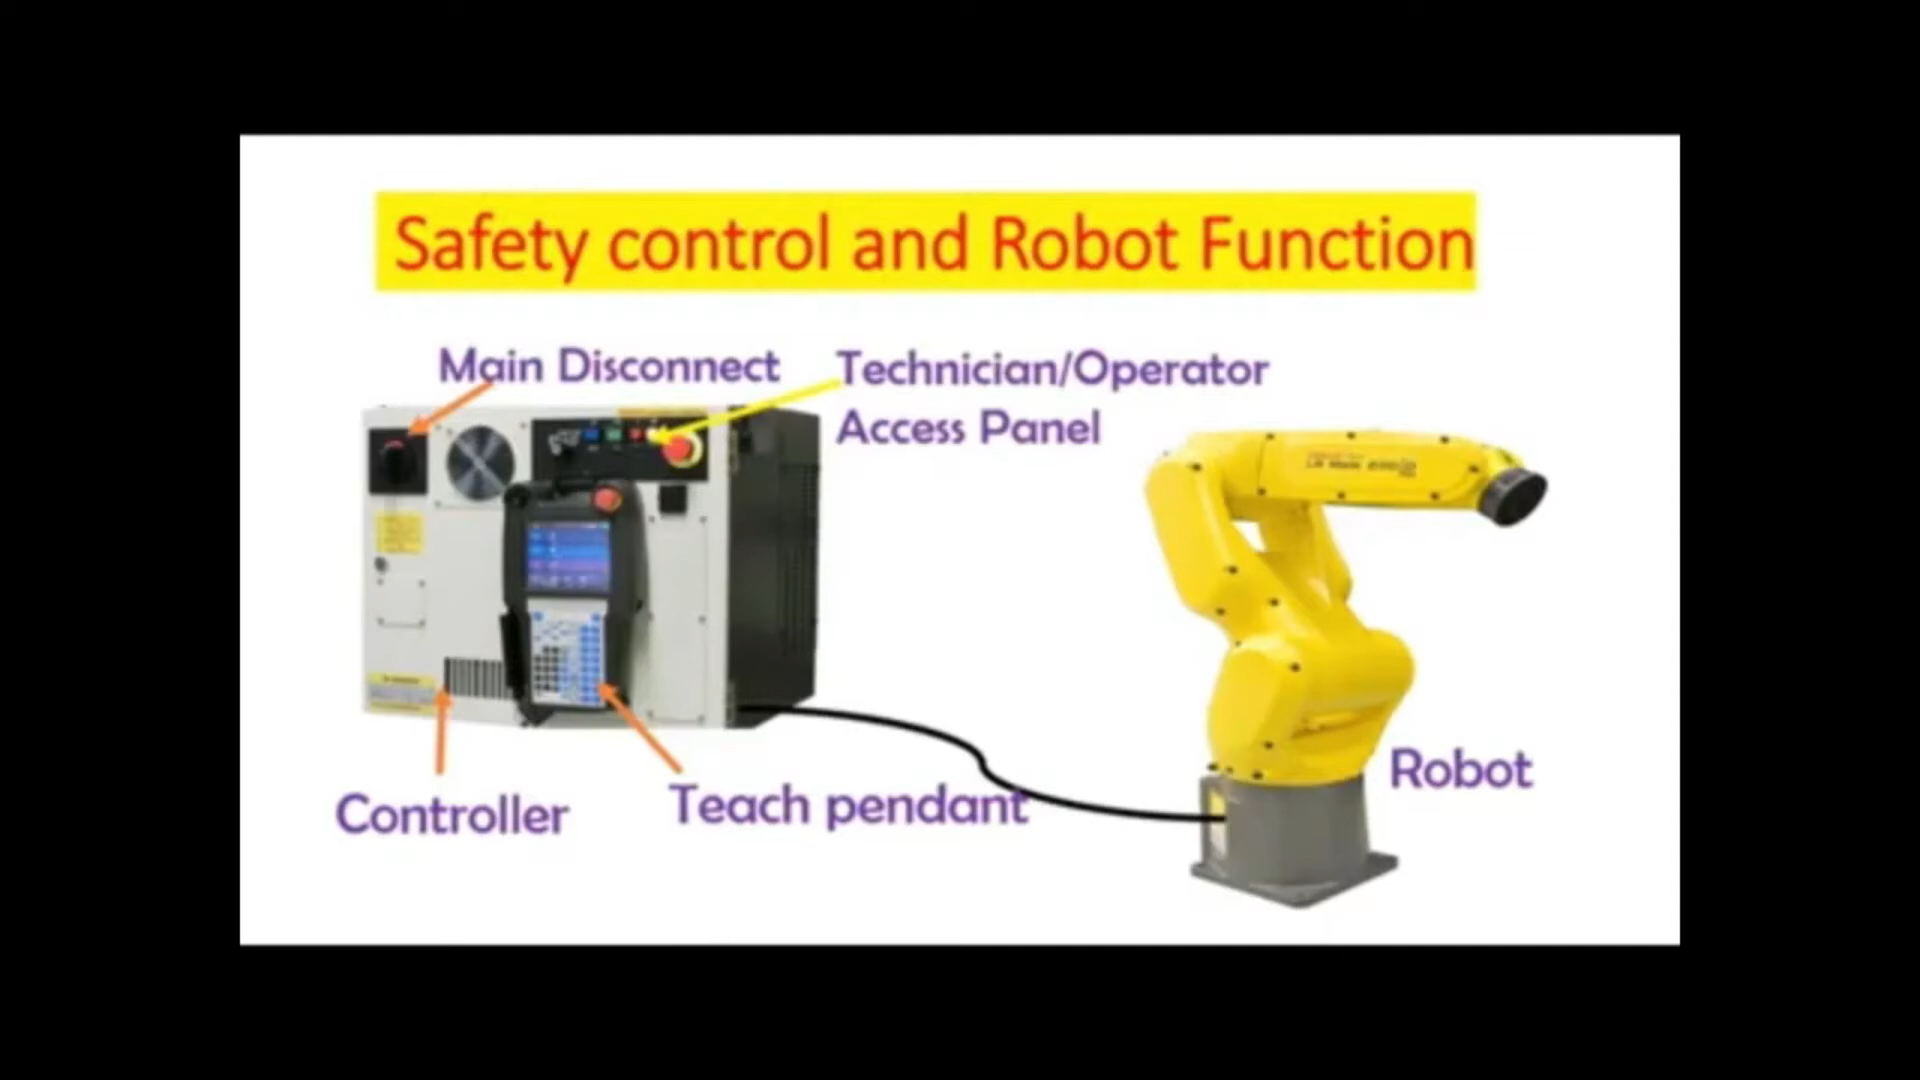 Safety control and Robot Function
Main Disconnect
Technician/Operator
Access Panel
Controller
Teach pendant
Robot